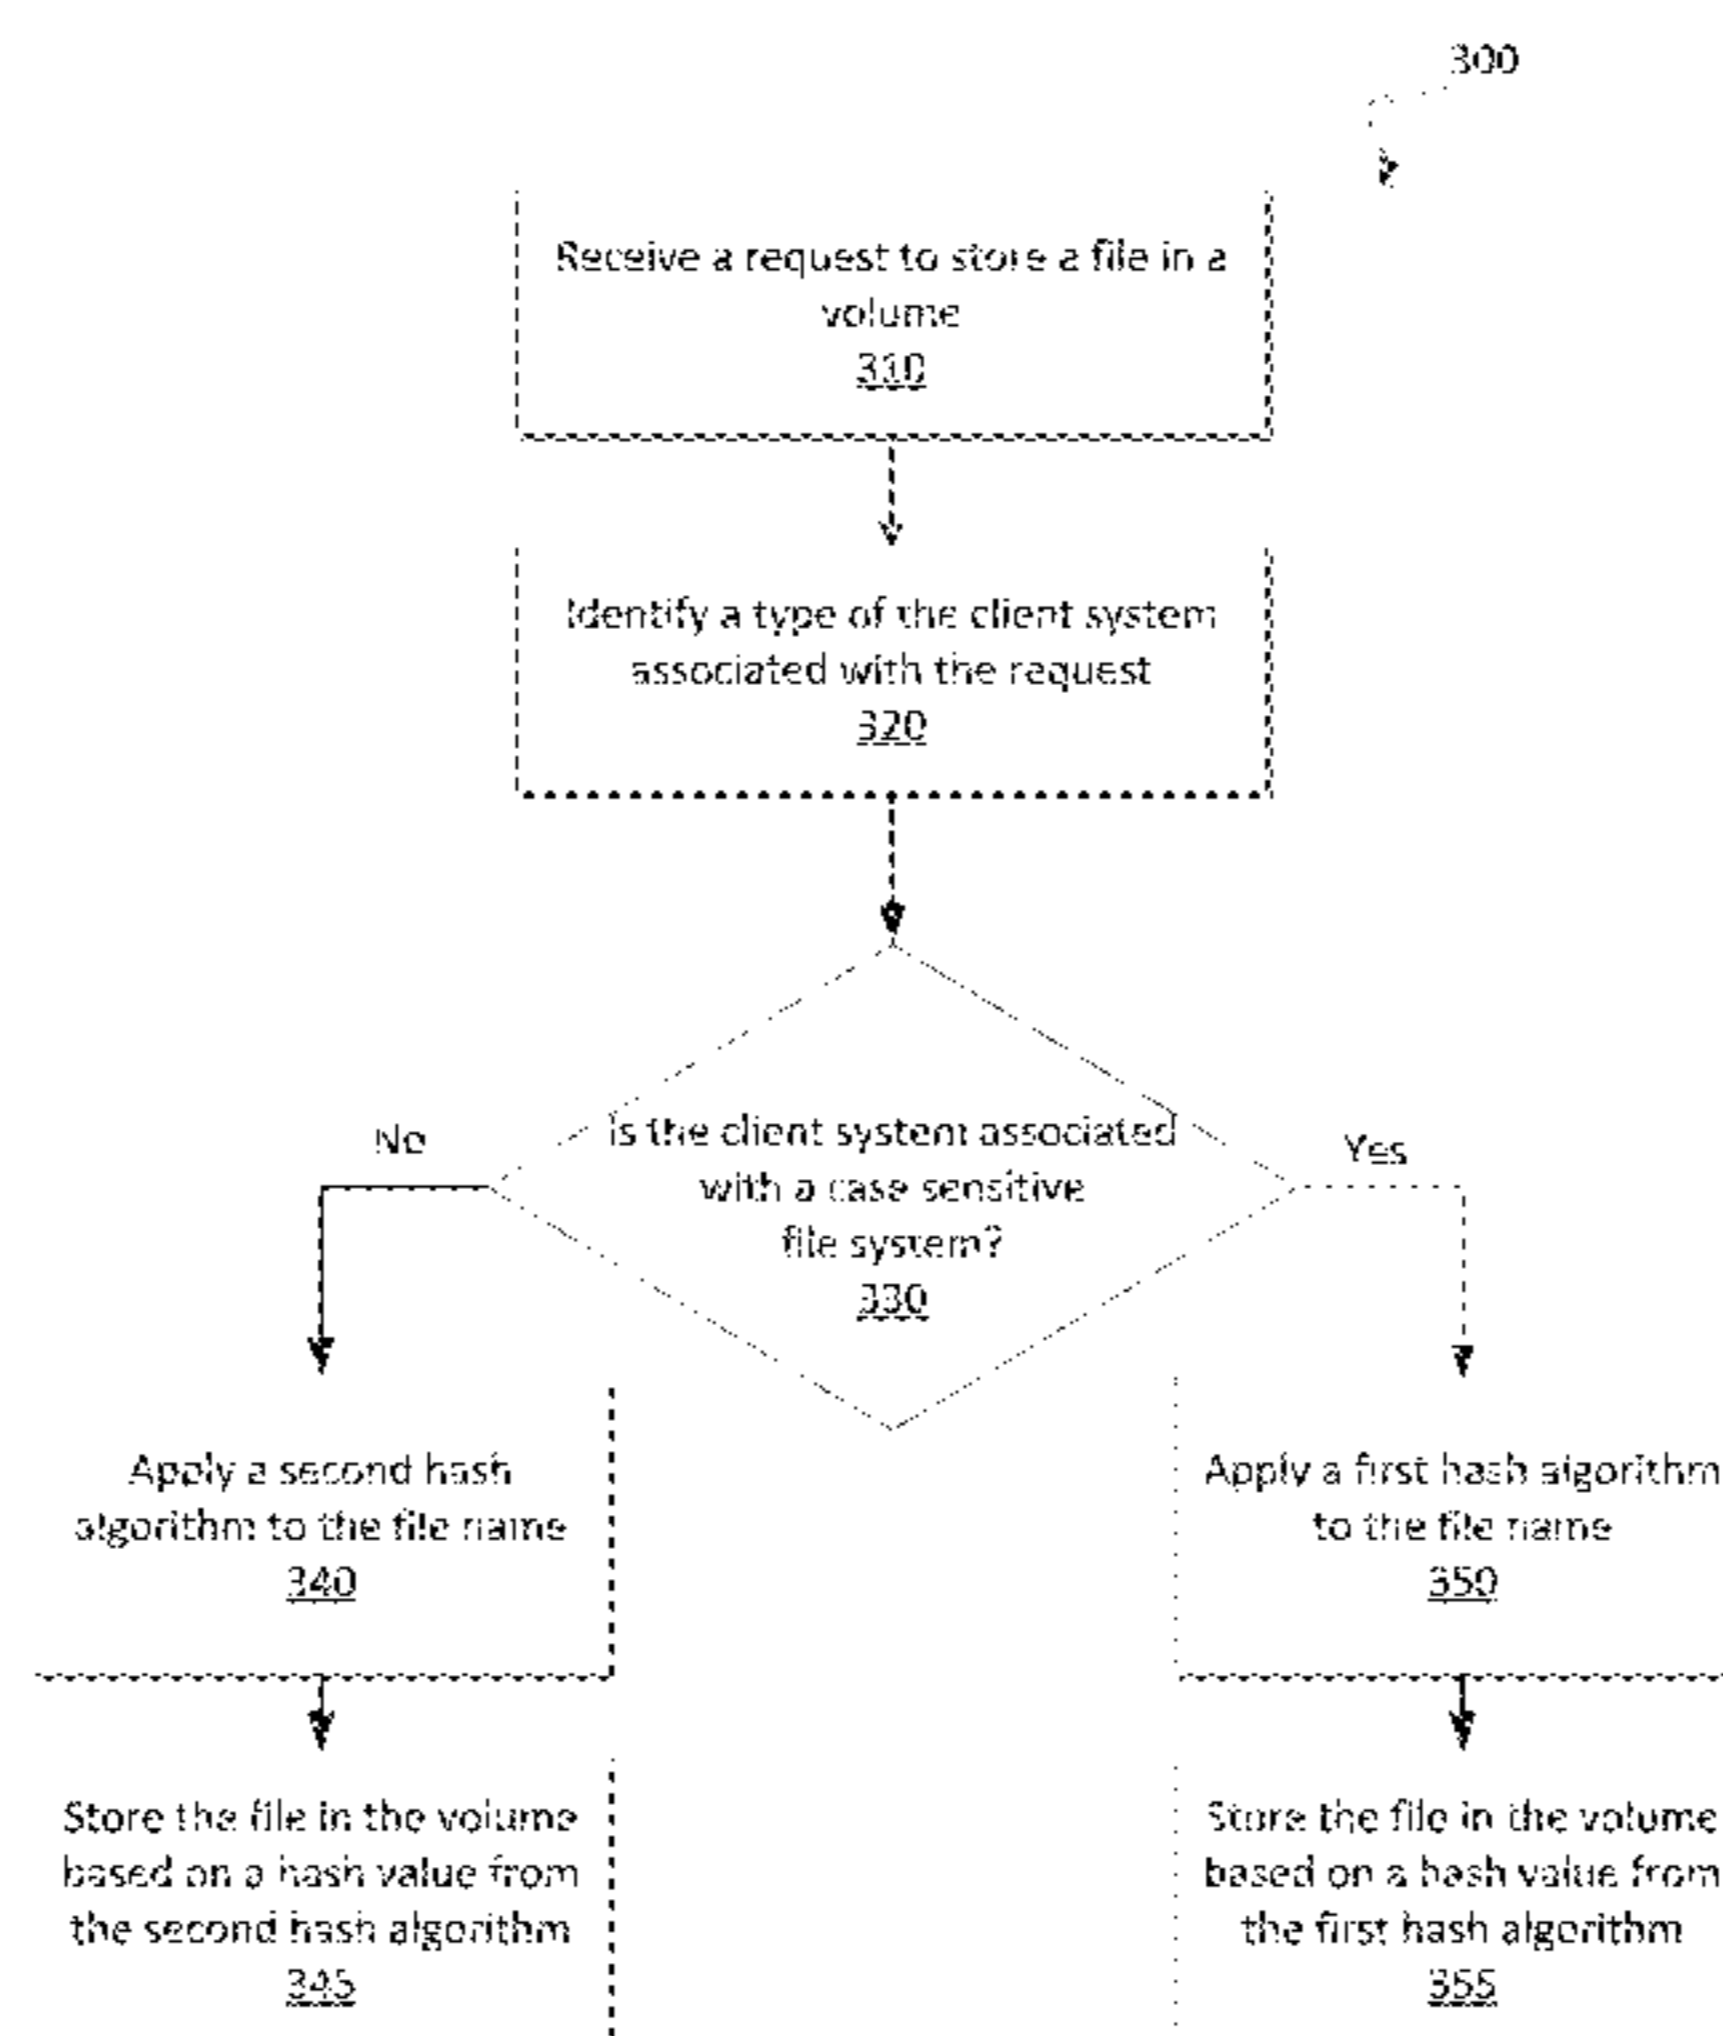 300
Receive a request to store a file in a
volume
310
Identify a type of the client system
associated with the request
320
Is the client system associated
with a case sensitive
file system?
330
No
Yes
Apply a second hash
algorithm to the file name
340
Apply a first hash algorithm
to the file name
350
Store the file in the volume
based on a hash value from
the second hash algorithm
345
Store the file in the volume
based on a hash value from
the first hash algorithm
355